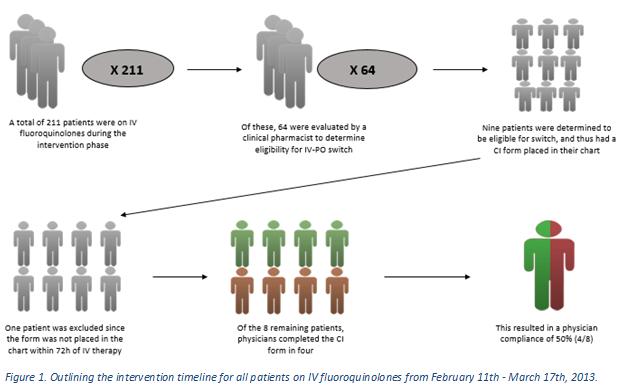 X 211
X 64
A total of 211 patients were on IV
fluoroquinolones during the
intervention phase
Of these, 64 were evaluated by a
clinical pharmacist to determine
eligibility for IV-PO switch
Nine patients were determined to
be eligible for switch, and thus had a
CI form placed in their chart
One patient was excluded since
the form was not placed in the
chart within 72h of IV therapy
Of the 8 remaining patients,
physicians completed the CI
form in four
This resulted in a physician
compliance of 50% (4/8)
Figure 1. Outlining the intervention timeline for all patients on IV fluoroquinolones from February 11th - March 17th, 2013.